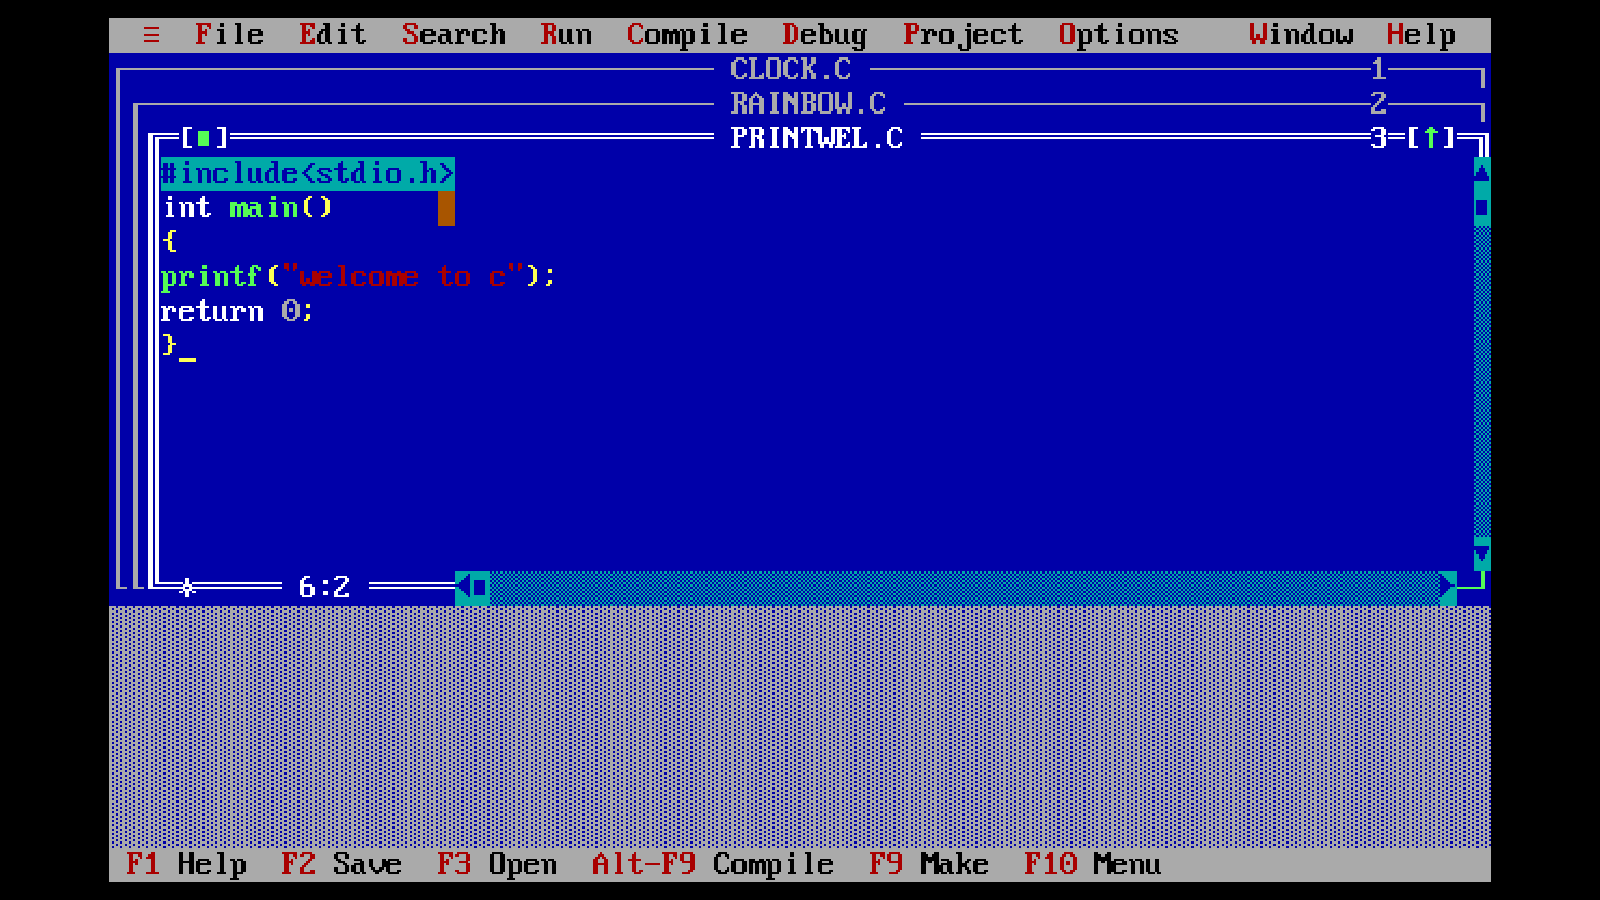 ≡ File Edit Search Run Compile Debug Project Options Window Help
CLOCK.C 1
RAINBOW.C 2
[■] PRINTWEL.C 3=[↑]
#include<stdio.h>
int main()
{
printf("welcome to c");
return 0;
}_
* 6:2
F1 Help F2 Save F3 Open Alt-F9 Compile F9 Make F10 Menu